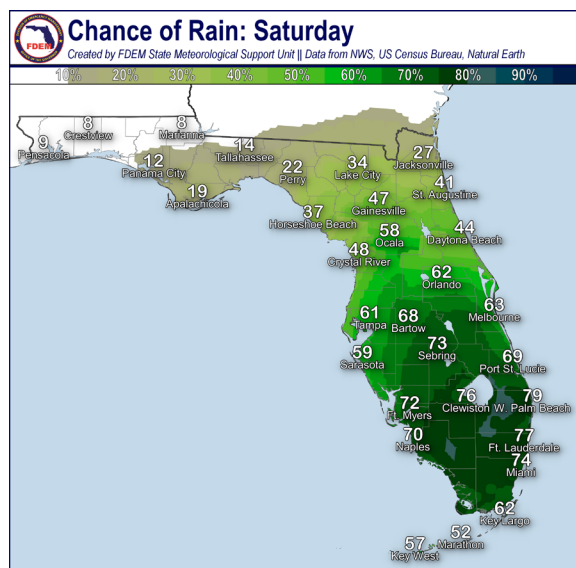 Chance of Rain: Saturday
Created by FDEM State Meteorological Support Unit || Data from NWS, US Census Bureau, Natural Earth
FDEM
10% 20% 30% 40% 50% 60% 70% 80% 90%
8
Crestview
8
Marianna
9
Pensacola
14
Tallahassee
12
Panama City
19
Apalachicola
22
Perry
34
Lake City
27
Jacksonville
41
St. Augustine
47
Gainesville
37
Horseshoe Beach
58
Ocala
44
Daytona Beach
48
Crystal River
62
Orlando
63
Melbourne
61
Tampa
68
Bartow
73
Sebring
59
Sarasota
69
Port St. Lucie
72
Ft. Myers
76
Clewiston
79
W. Palm Beach
70
Naples
77
Ft. Lauderdale
74
Miami
62
Key Largo
52
Marathon
57
Key West